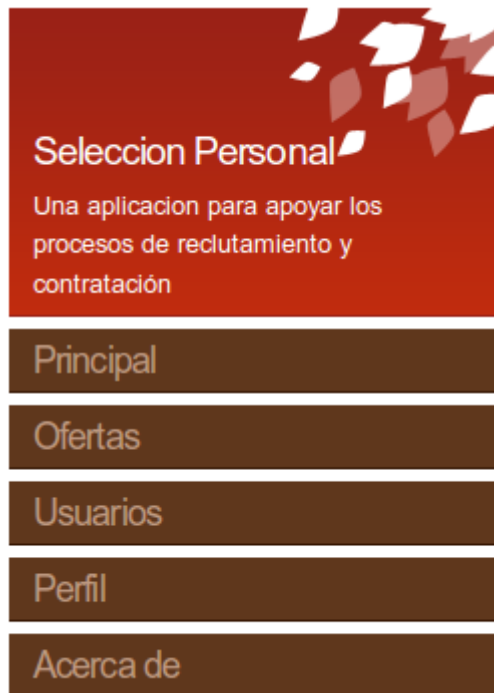 Seleccion Personal
Una aplicacion para apoyar los
procesos de reclutamiento y
contratación
Principal
Ofertas
Usuarios
Perfil
Acerca de